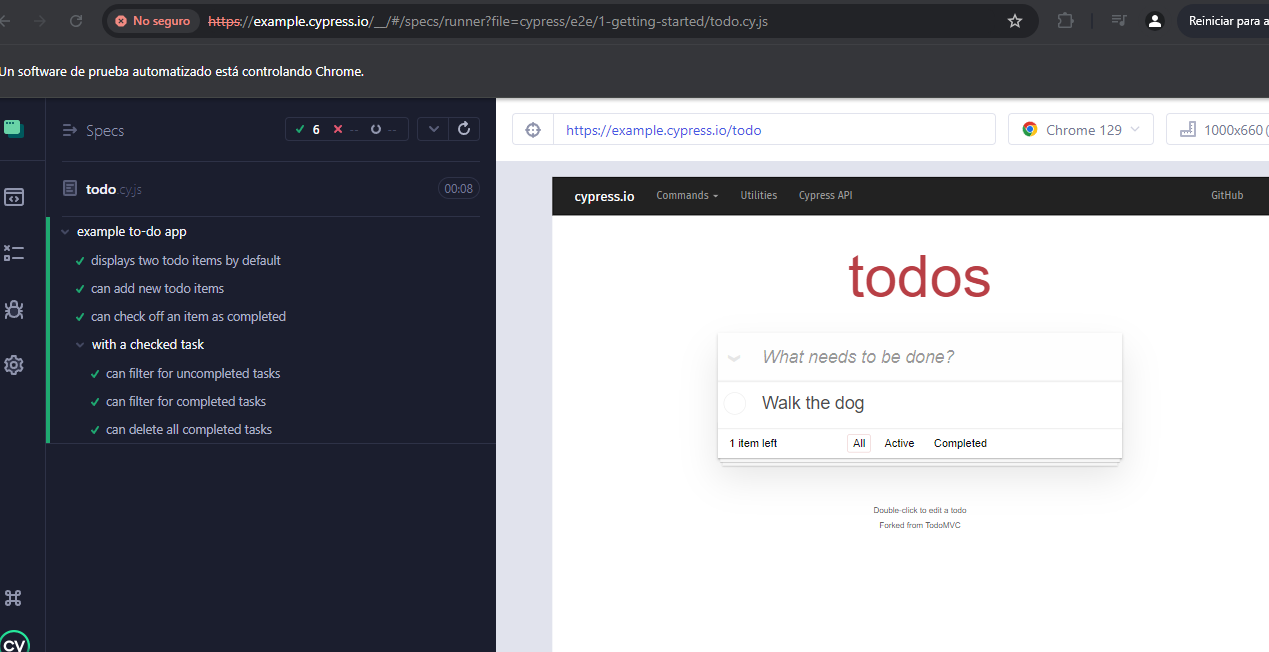 No seguro https://example.cypress.io/__/#/specs/runner?file=cypress/e2e/1-getting-started/todo.cy.js Reiniciar para a
Un software de prueba automatizado está controlando Chrome.
Specs 6 -- --
todo.cy.js 00:08
example to-do app
displays two todo items by default
can add new todo items
can check off an item as completed
with a checked task
can filter for uncompleted tasks
can filter for completed tasks
can delete all completed tasks
cy
https://example.cypress.io/todo Chrome 129 1000x660 (
cypress.io Commands Utilities Cypress API GitHub
todos
What needs to be done?
Walk the dog
1 item left All Active Completed
Double-click to edit a todo
Forked from TodoMVC